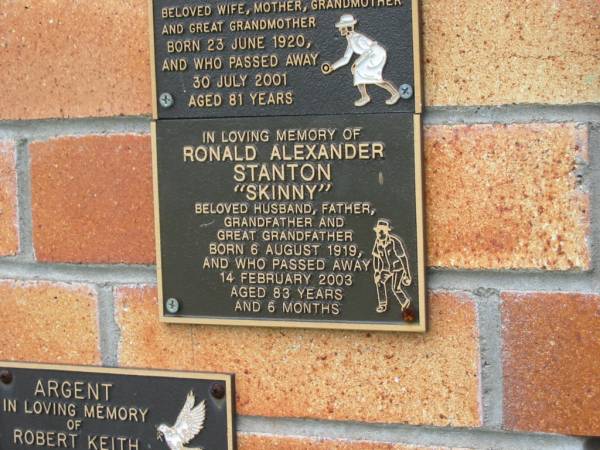 BELOVED WIFE, MOTHER, GRANDMOTHER
AND GREAT GRANDMOTHER
BORN 23 JUNE 1920,
AND WHO PASSED AWAY
30 JULY 2001
AGED 81 YEARS
IN LOVING MEMORY OF
RONALD ALEXANDER
STANTON
"SKINNY"
BELOVED HUSBAND, FATHER,
GRANDFATHER AND
GREAT GRANDFATHER
BORN 6 AUGUST 1919,
AND WHO PASSED AWAY
14 FEBRUARY 2003
AGED 83 YEARS
AND 6 MONTHS
ARGENT
IN LOVING MEMORY
OF
ROBERT KEITH